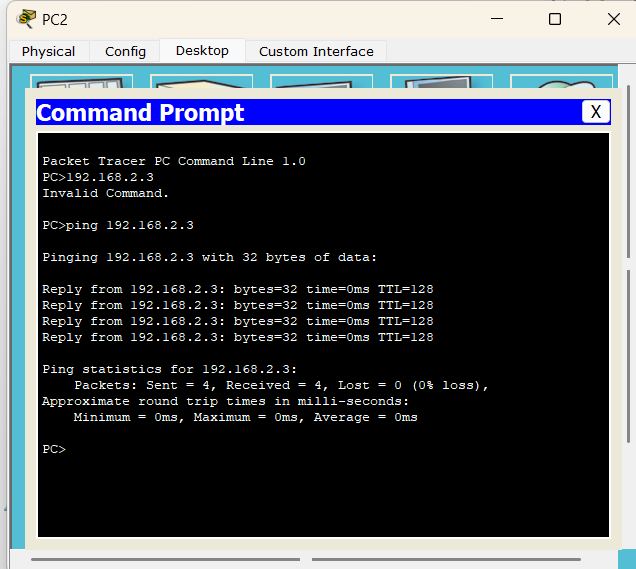 PC2
Physical Config Desktop Custom Interface
Command Prompt X
Packet Tracer PC Command Line 1.0
PC>192.168.2.3
Invalid Command.
PC>ping 192.168.2.3
Pinging 192.168.2.3 with 32 bytes of data:
Reply from 192.168.2.3: bytes=32 time=0ms TTL=128
Reply from 192.168.2.3: bytes=32 time=0ms TTL=128
Reply from 192.168.2.3: bytes=32 time=0ms TTL=128
Reply from 192.168.2.3: bytes=32 time=0ms TTL=128
Ping statistics for 192.168.2.3:
Packets: Sent = 4, Received = 4, Lost = 0 (0% loss),
Approximate round trip times in milli-seconds:
Minimum = 0ms, Maximum = 0ms, Average = 0ms
PC>